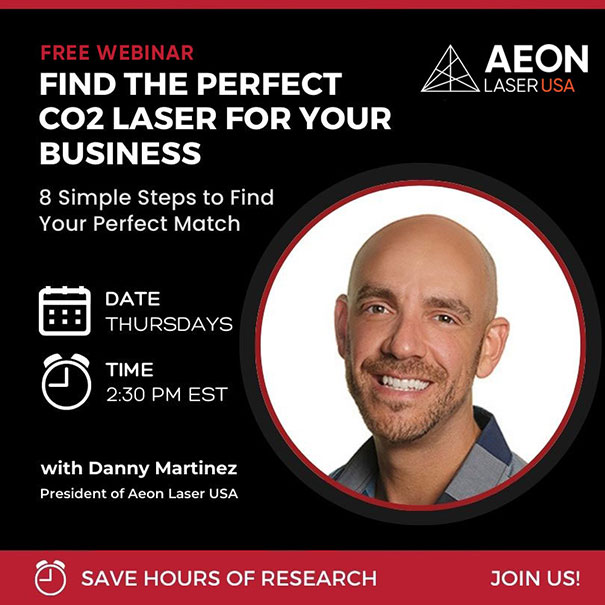 FREE WEBINAR
FIND THE PERFECT
CO2 LASER FOR YOUR
BUSINESS
8 Simple Steps to Find
Your Perfect Match
AEON
LASER USA
DATE
THURSDAYS
TIME
2:30 PM EST
with Danny Martinez
President of Aeon Laser USA
SAVE HOURS OF RESEARCH
JOIN US!